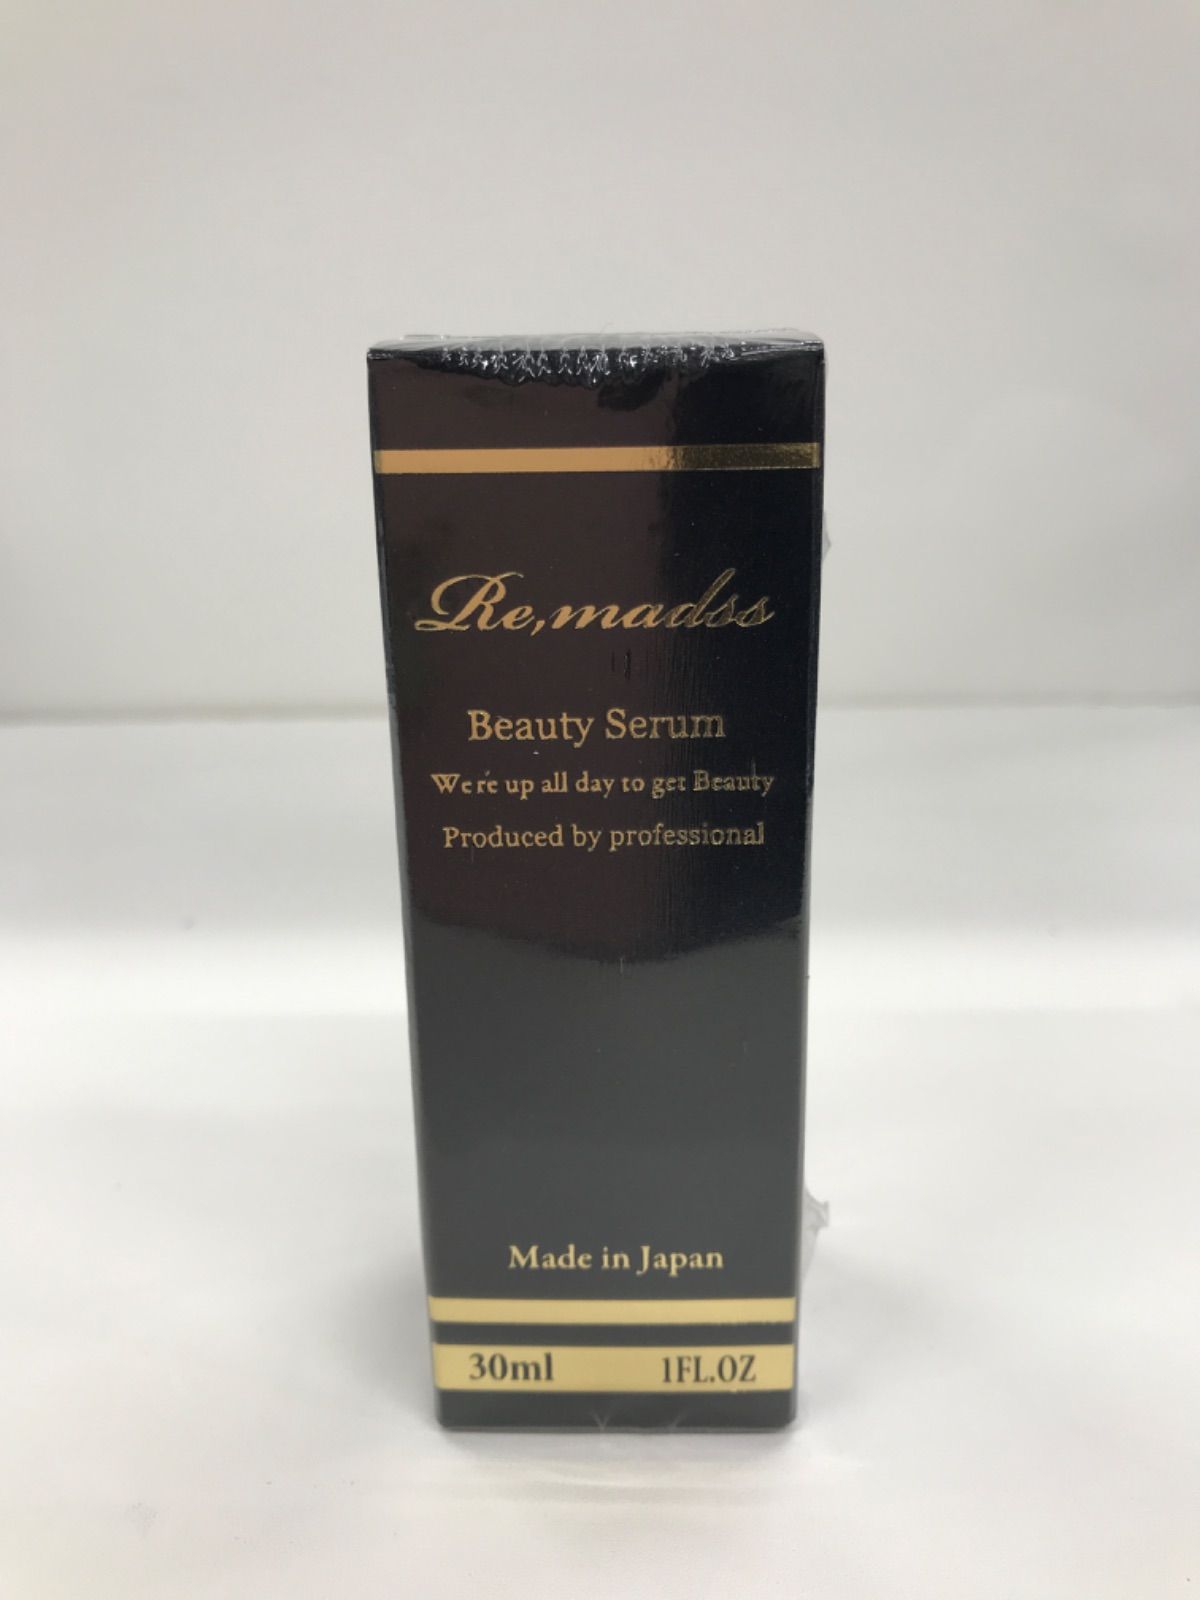 Re,madss
Beauty Serum
We're up all day to get Beauty
Produced by professional
Made in Japan
30ml 1FL.OZ